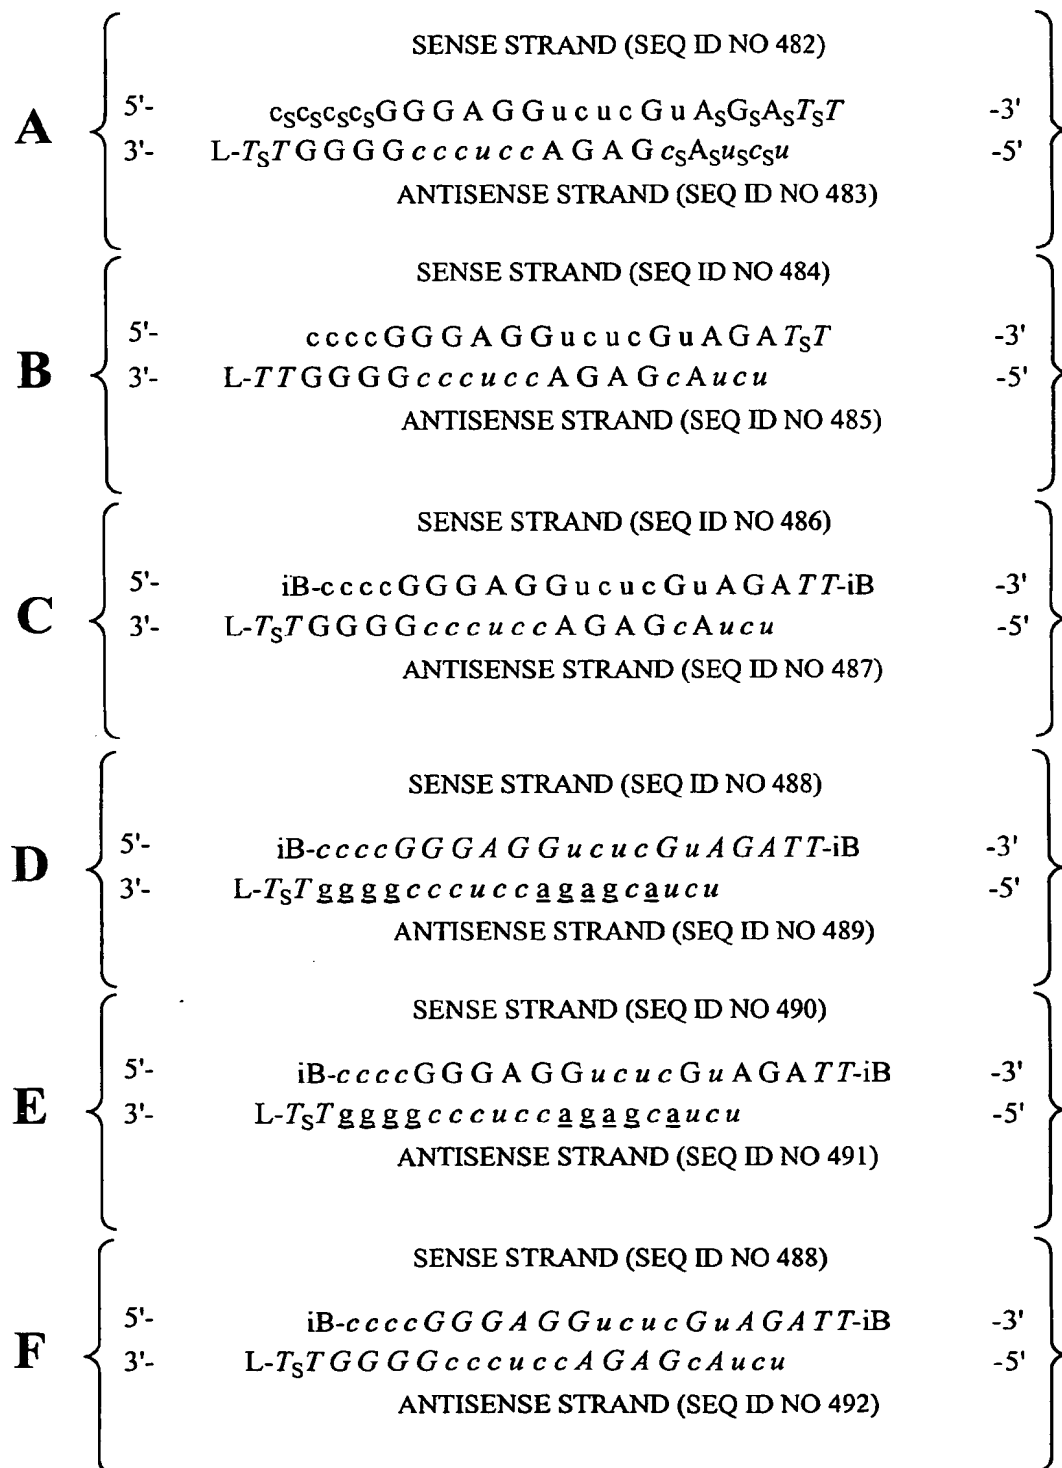 SENSE STRAND (SEQ ID NO 482)
A 5'- cScScScSGGGAGGucucGuASGSASTST -3'
3'- L-TSTGGGGcccuccAGAGcSASuScSu -5'
ANTISENSE STRAND (SEQ ID NO 483)
SENSE STRAND (SEQ ID NO 484)
B 5'- ccccGGGAGGucucGuAGATST -3'
3'- L-TTGGGGcccuccAGAGcAucu -5'
ANTISENSE STRAND (SEQ ID NO 485)
SENSE STRAND (SEQ ID NO 486)
C 5'- iB-ccccGGGAGGucucGuAGATT-iB -3'
3'- L-TSTGGGGcccuccAGAGcAucu -5'
ANTISENSE STRAND (SEQ ID NO 487)
SENSE STRAND (SEQ ID NO 488)
D 5'- iB-ccccGGGAGGucucGuAGATT-iB -3'
3'- L-TSTggggcccuccagagcaucu -5'
ANTISENSE STRAND (SEQ ID NO 489)
SENSE STRAND (SEQ ID NO 490)
E 5'- iB-ccccGGGAGGucucGuAGATT-iB -3'
3'- L-TSTggggcccuccagagcaucu -5'
ANTISENSE STRAND (SEQ ID NO 491)
SENSE STRAND (SEQ ID NO 488)
F 5'- iB-ccccGGGAGGucucGuAGATT-iB -3'
3'- L-TSTGGGGcccuccAGAGcAucu -5'
ANTISENSE STRAND (SEQ ID NO 492)